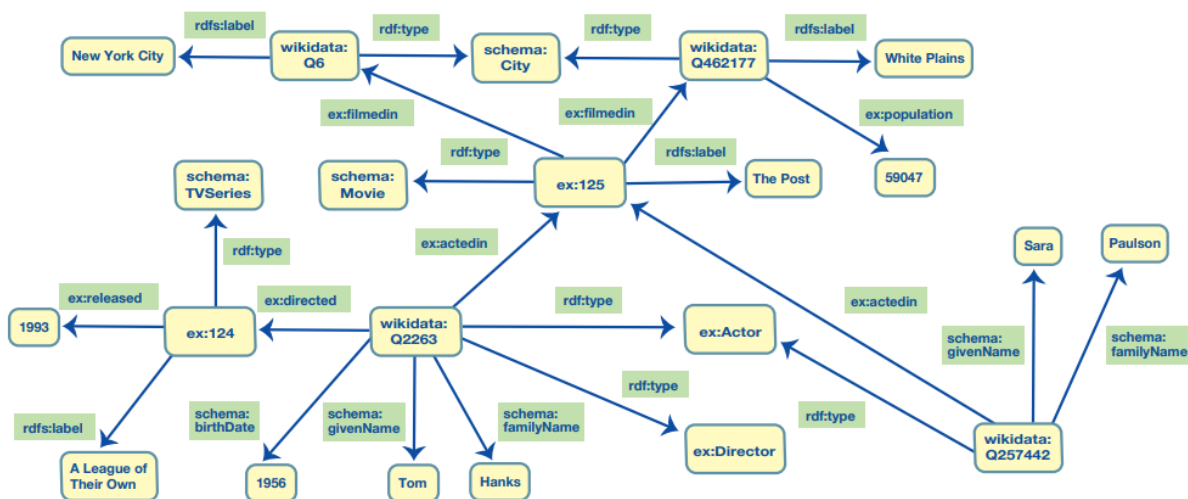 rdfs:label
rdf:type
rdf:type
rdfs:label
New York City
wikidata:
Q6
schema:
City
wikidata:
Q462177
White Plains
ex:filmedin
ex:filmedin
ex:population
rdf:type
rdfs:label
schema:
TVSeries
schema:
Movie
ex:125
The Post
59047
ex:actedin
Sara
Paulson
rdf:type
ex:released
ex:directed
rdf:type
ex:actedin
1993
ex:124
wikidata:
Q2263
ex:Actor
schema:
givenName
schema:
familyName
rdf:type
rdfs:label
schema:
birthDate
schema:
givenName
schema:
familyName
rdf:type
A League of
Their Own
1956
Tom
Hanks
ex:Director
wikidata:
Q257442